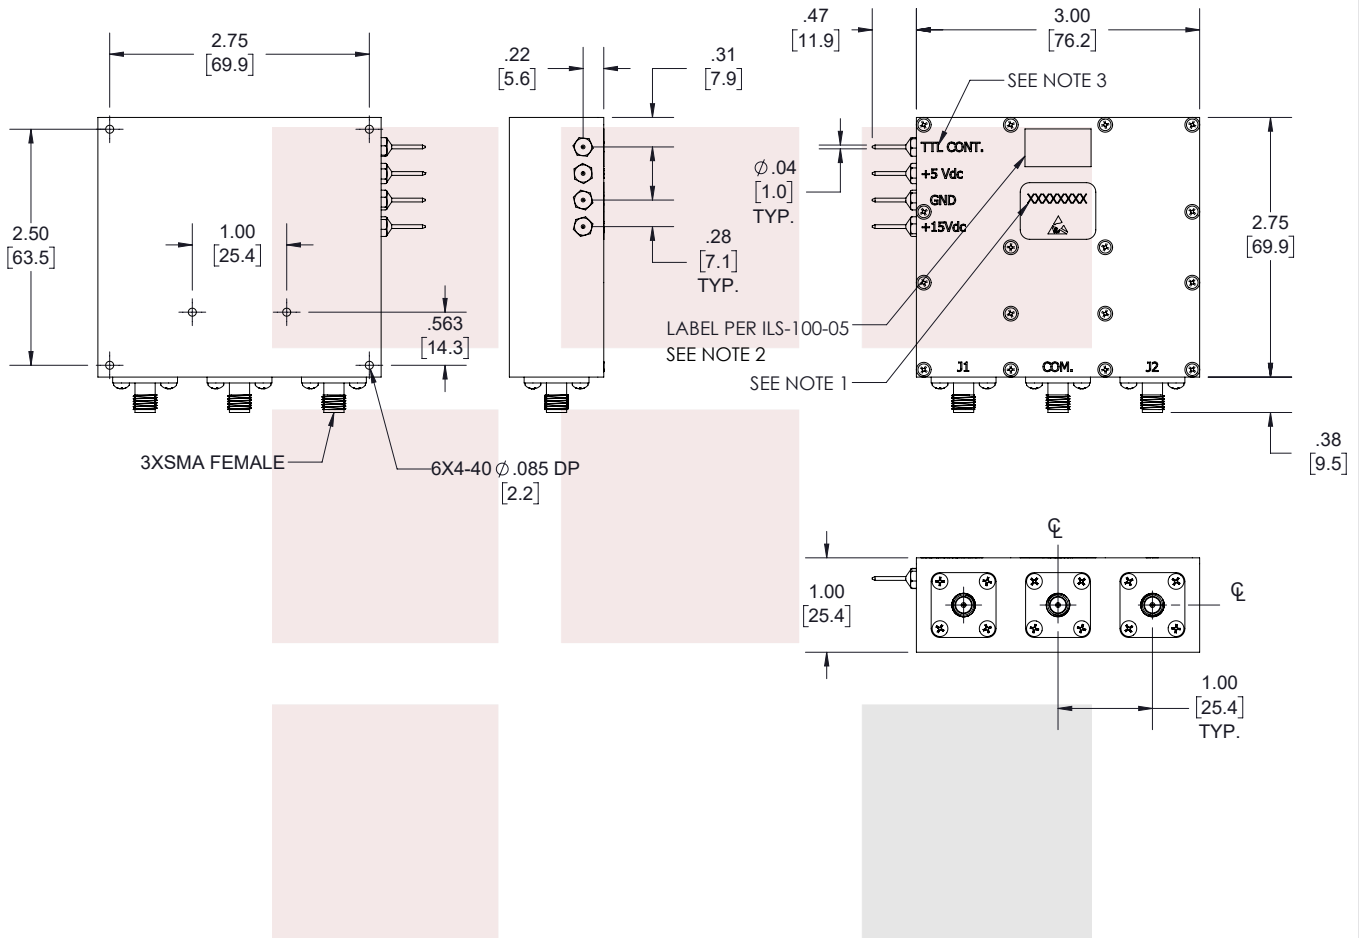 2.75
[69.9]
2.50
[63.5]
1.00
[25.4]
.563
[14.3]
3XSMA FEMALE
6X4-40 ∅.085 DP
[2.2]
.22
[5.6]
.31
[7.9]
.28
[7.1]
TYP.
.47
[11.9]
3.00
[76.2]
SEE NOTE 3
∅.04
[1.0]
TYP.
TTL CONT.
+5 Vdc
GND
+15Vdc
XXXXXXXX
2.75
[69.9]
LABEL PER ILS-100-05
SEE NOTE 2
SEE NOTE 1
J1
COM.
J2
.38
[9.5]
℄
℄
1.00
[25.4]
1.00
[25.4]
TYP.